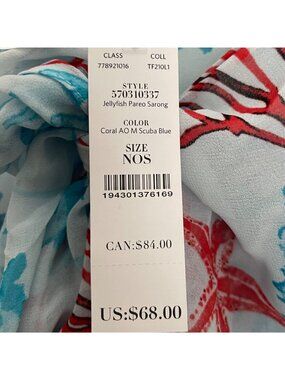 CLASS COLL
778921016 TF210L1
STYLE
570310337
Jellyfish Pareo Sarong
COLOR
Coral AO M Scuba Blue
SIZE
NOS
194301376169
CAN:$84.00
US:$68.00